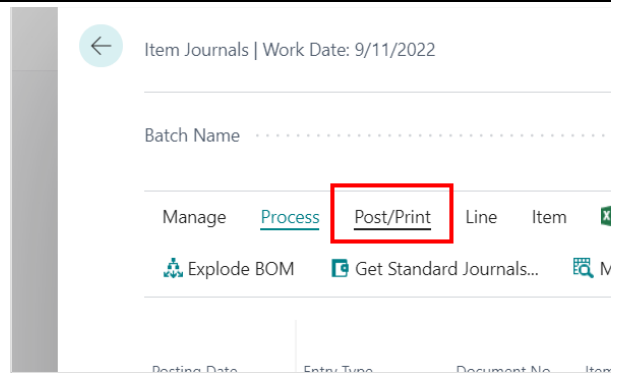 Item Journals | Work Date: 9/11/2022
Batch Name
Manage Process Post/Print Line Item
Explode BOM Get Standard Journals... M
Posting Date Entry Type Document No. Item